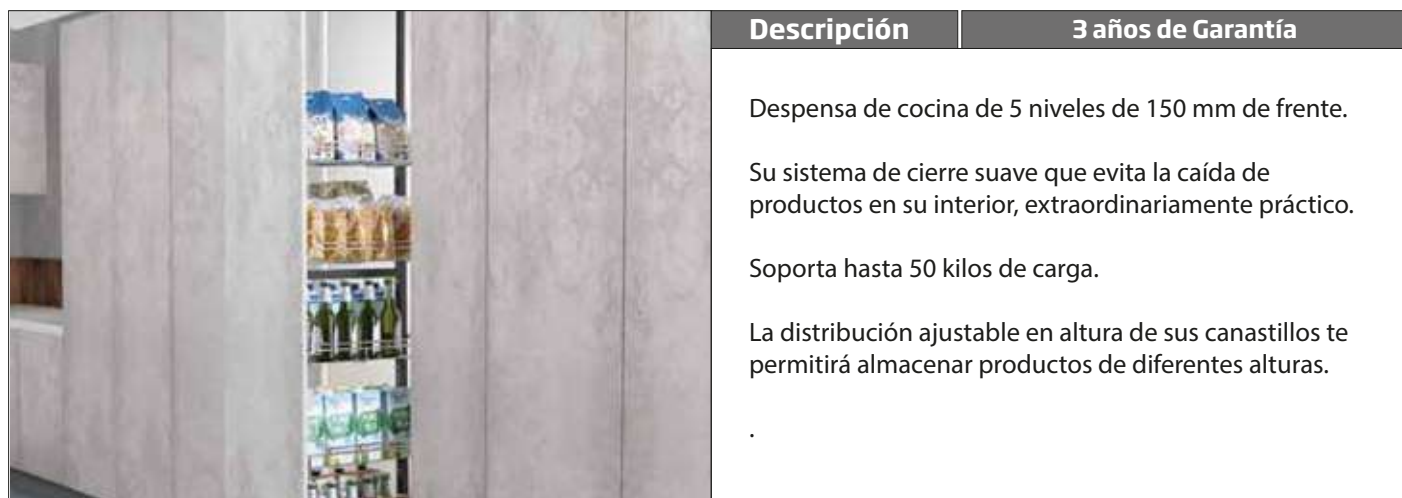 Descripción
3 años de Garantía
Despensa de cocina de 5 niveles de 150 mm de frente.
Su sistema de cierre suave que evita la caída de
productos en su interior, extraordinariamente práctico.
Soporta hasta 50 kilos de carga.
La distribución ajustable en altura de sus canastillos te
permitirá almacenar productos de diferentes alturas.
.